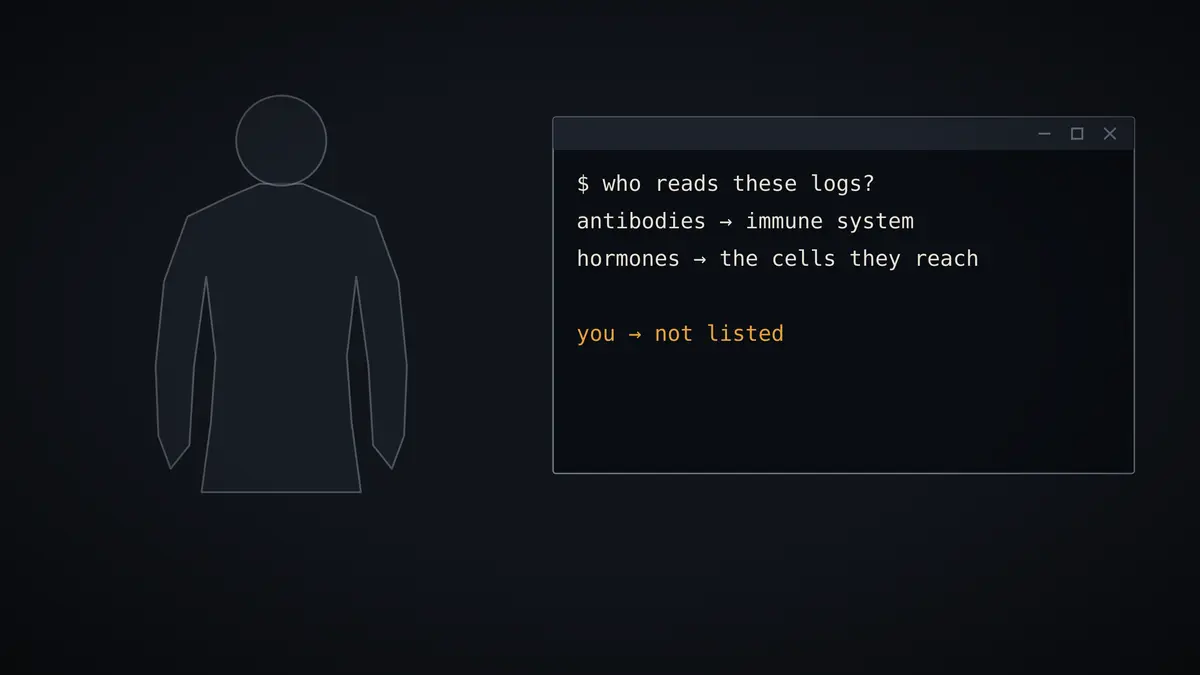 $ who reads these logs?
antibodies → immune system
hormones → the cells they reach
you → not listed